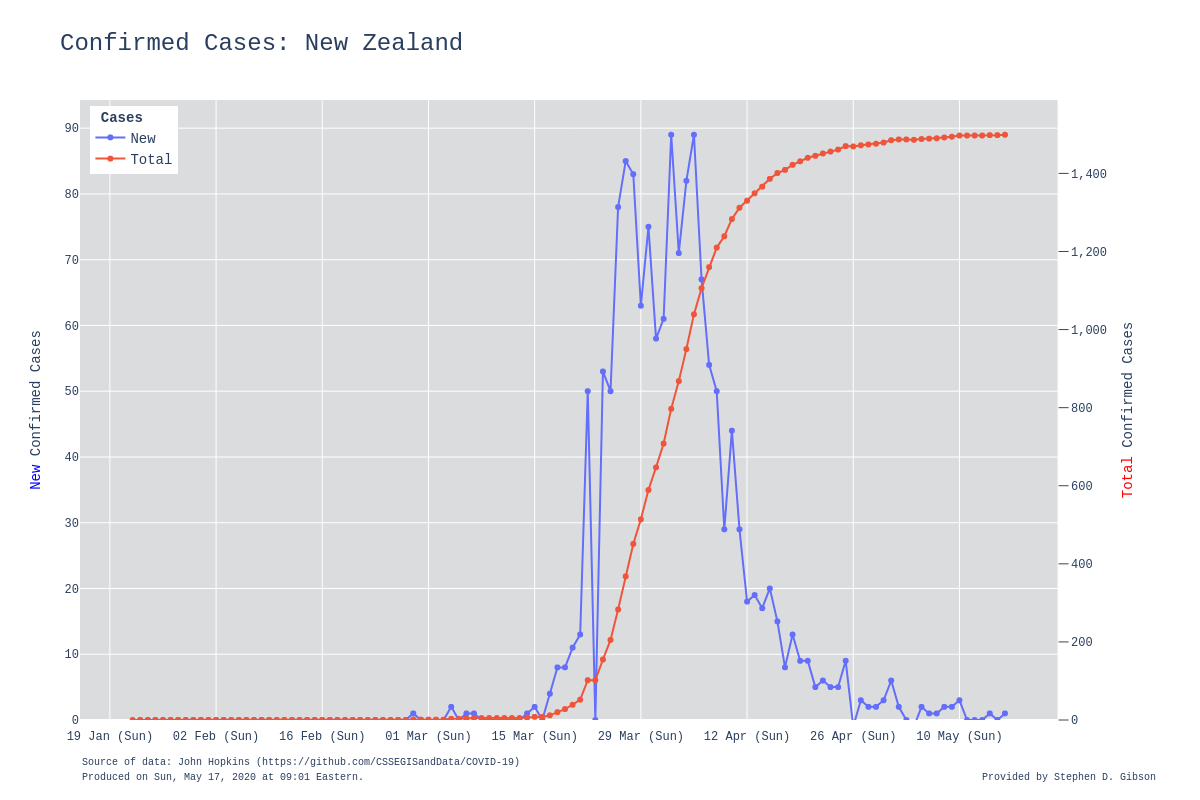 Confirmed Cases: New Zealand
Cases
New
Total
90
80
70
60
50
40
30
20
10
0
New Confirmed Cases
1,400
1,200
1,000
800
600
400
200
0
Total Confirmed Cases
19 Jan (Sun) 02 Feb (Sun) 16 Feb (Sun) 01 Mar (Sun) 15 Mar (Sun) 29 Mar (Sun) 12 Apr (Sun) 26 Apr (Sun) 10 May (Sun)
Source of data: John Hopkins (https://github.com/CSSEGISandData/COVID-19)
Produced on Sun, May 17, 2020 at 09:01 Eastern.
Provided by Stephen D. Gibson